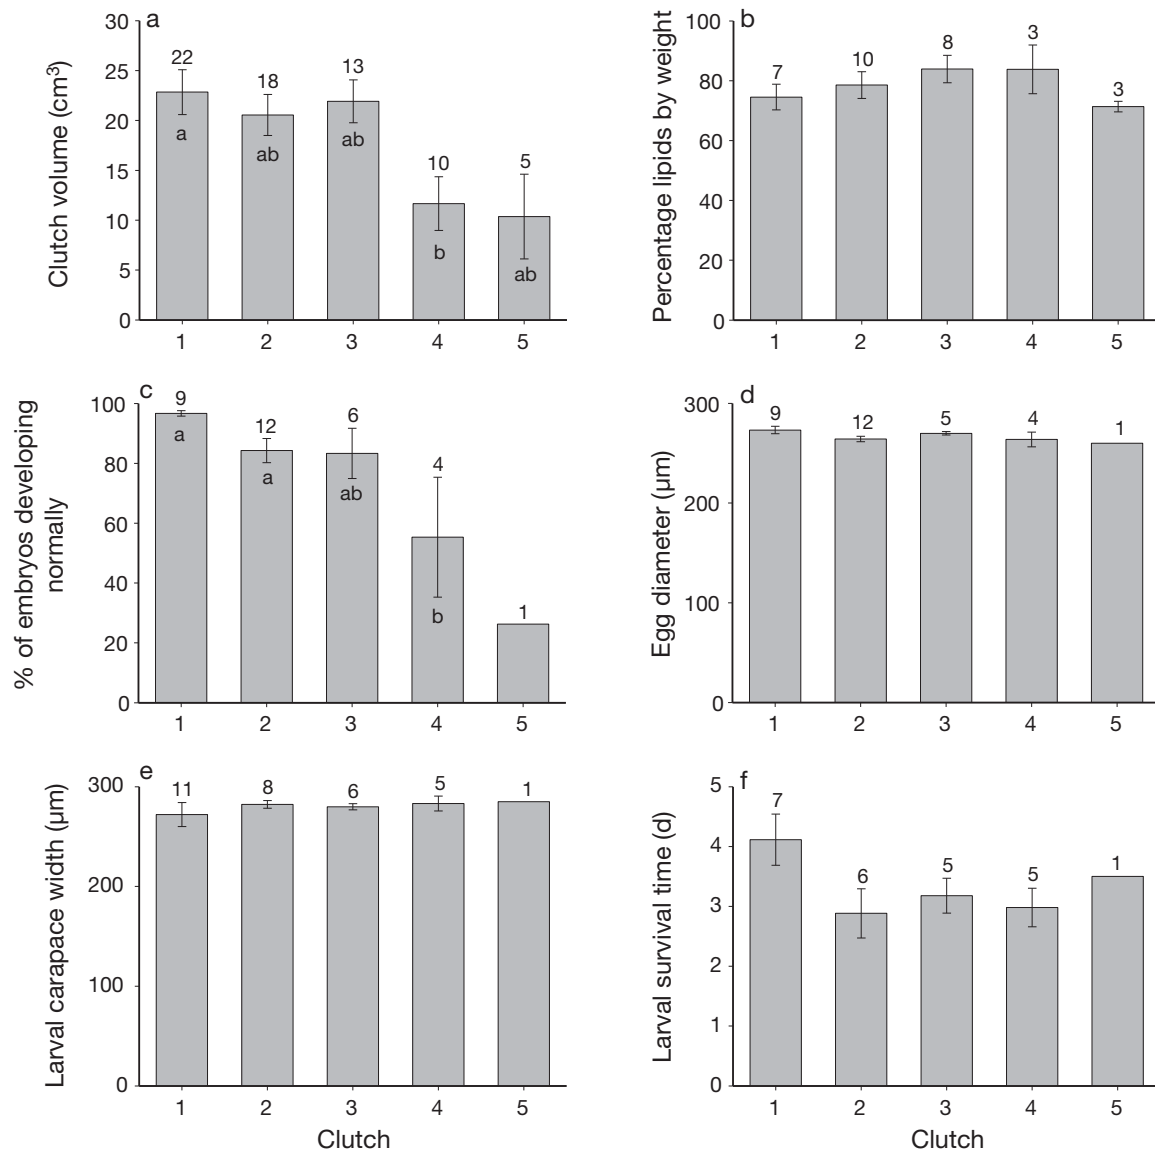 a
30
25
20
15
10
5
0
Clutch volume (cm³)
22
18
13
10
5
a
ab
ab
b
ab
1 2 3 4 5
b
100
80
60
40
20
0
Percentage lipids by weight
7
10
8
3
3
1 2 3 4 5
c
100
80
60
40
20
0
% of embryos developing
normally
9
12
6
4
1
a
a
ab
b
1 2 3 4 5
d
300
200
100
0
Egg diameter (µm)
9
12
5
4
1
1 2 3 4 5
e
300
200
100
0
Larval carapace width (µm)
11
8
6
5
1
1 2 3 4 5
Clutch
f
5
4
3
2
1
0
Larval survival time (d)
7
6
5
5
1
1 2 3 4 5
Clutch